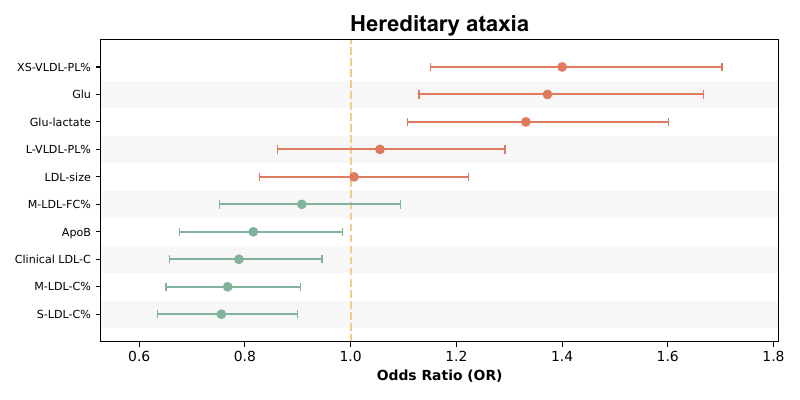 Hereditary ataxia
XS-VLDL-PL%
Glu
Glu-lactate
L-VLDL-PL%
LDL-size
M-LDL-FC%
ApoB
Clinical LDL-C
M-LDL-C%
S-LDL-C%
0.6 0.8 1.0 1.2 1.4 1.6 1.8
Odds Ratio (OR)